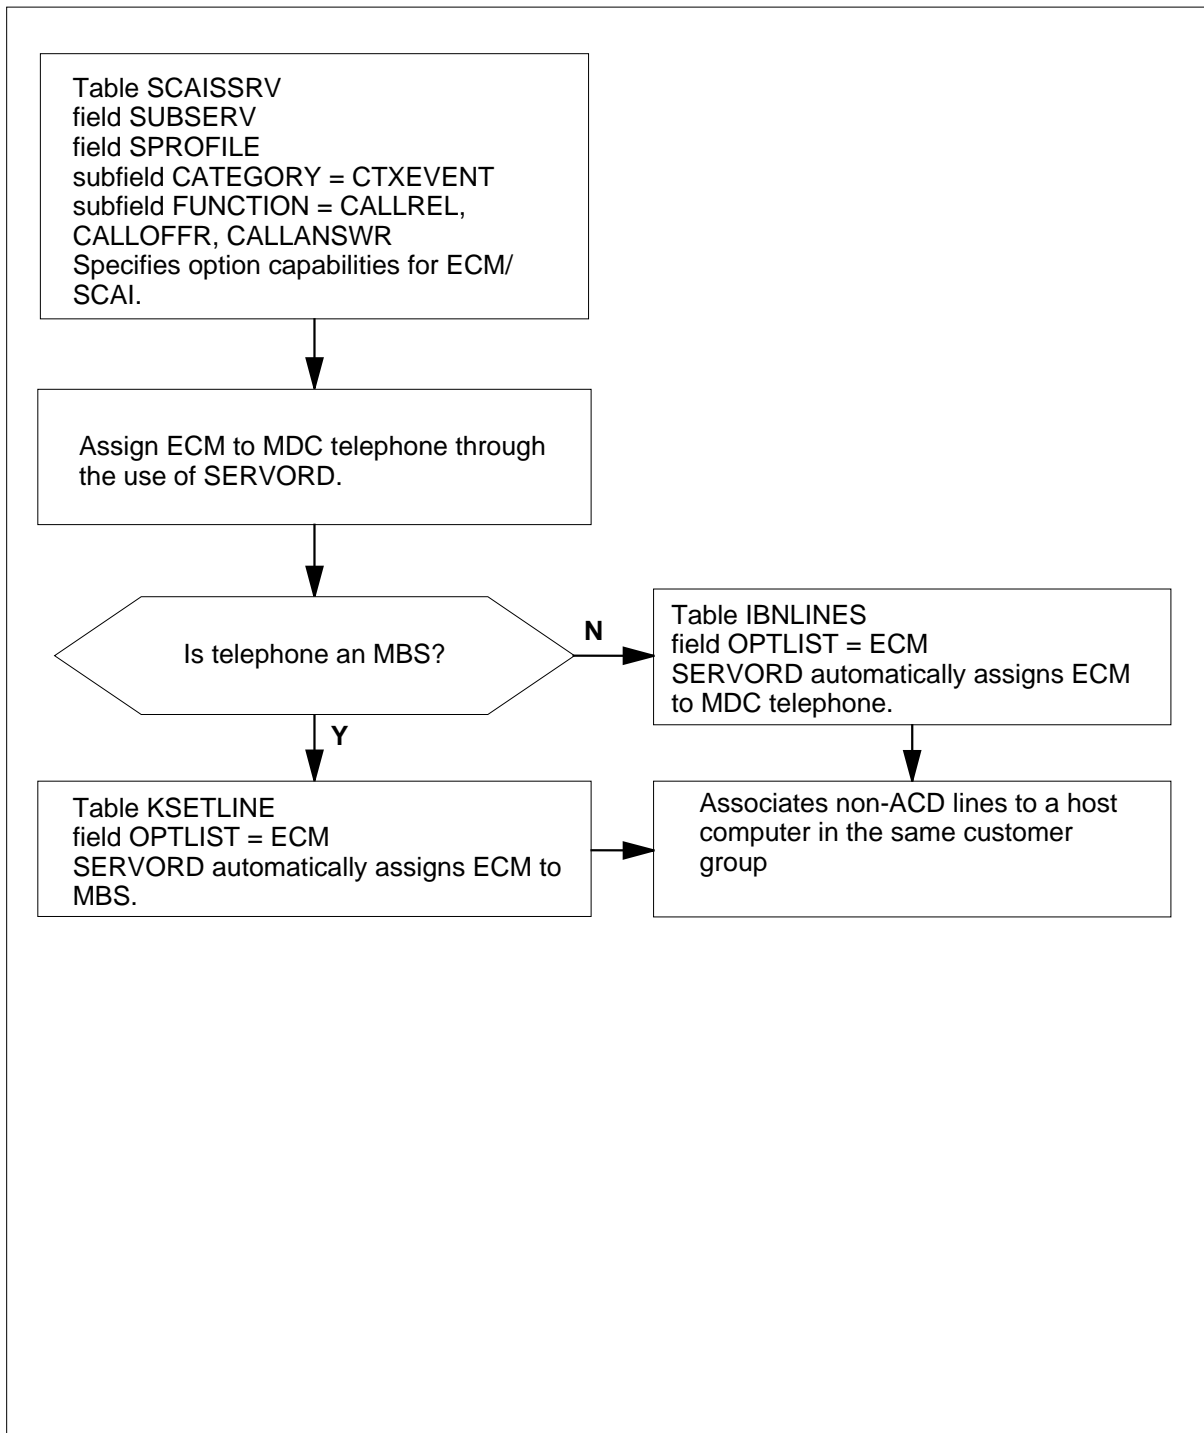 Table SCAISSRV
field SUBSERV
field SPROFILE
subfield CATEGORY = CTXEVENT
subfield FUNCTION = CALLREL,
CALLOFFR, CALLANSWR
Specifies option capabilities for ECM/
SCAI.
Assign ECM to MDC telephone through
the use of SERVORD.
Is telephone an MBS?
N
Table IBNLINES
field OPTLIST = ECM
SERVORD automatically assigns ECM
to MDC telephone.
Y
Table KSETLINE
field OPTLIST = ECM
SERVORD automatically assigns ECM to
MBS.
Associates non-ACD lines to a host
computer in the same customer
group